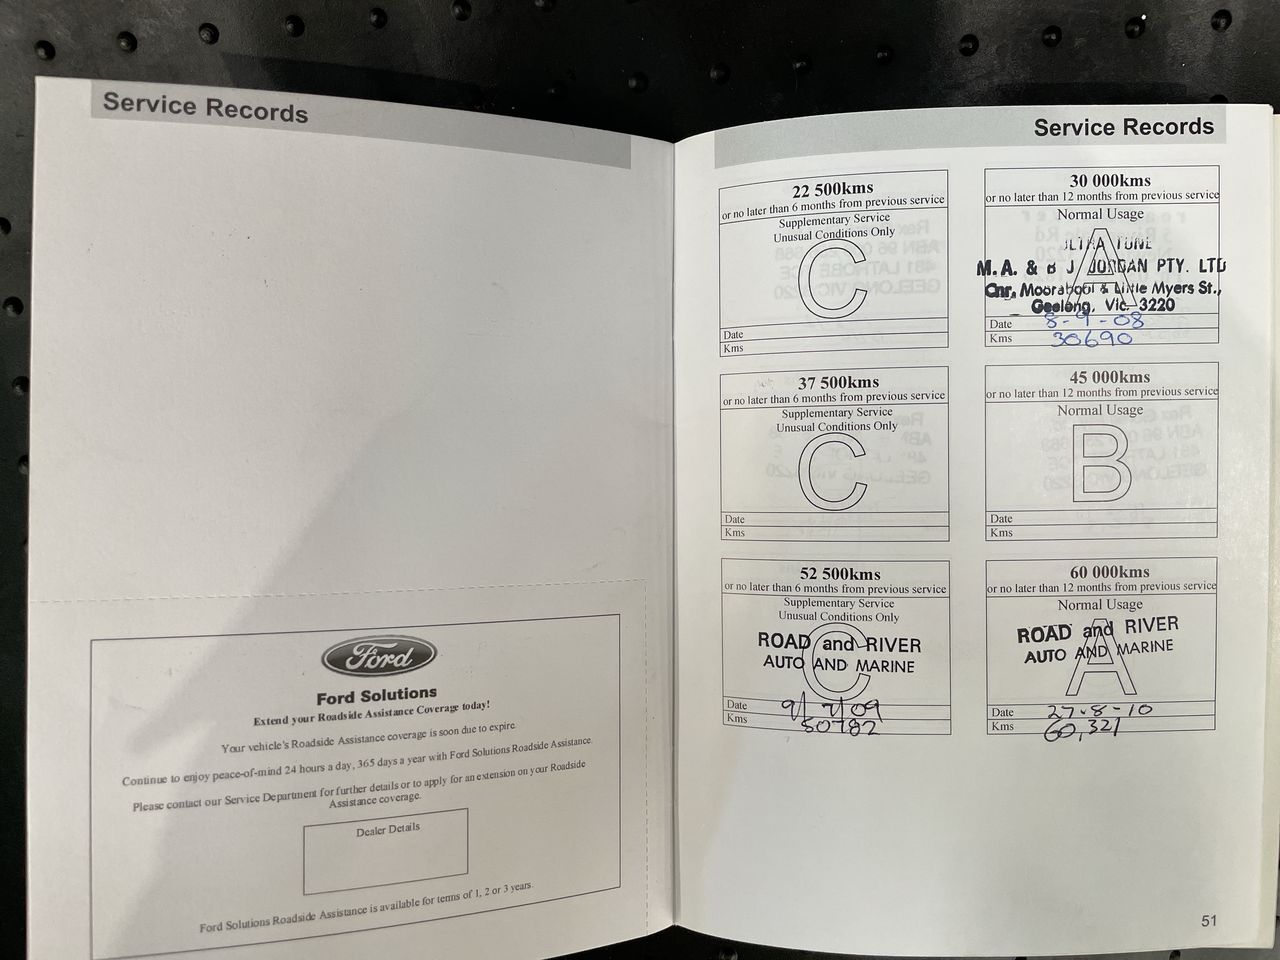 Service Records
Ford
Ford Solutions
Extend your Roadside Assistance Coverage today!
Your vehicle's Roadside Assistance coverage is soon due to expire.
Continue to enjoy peace-of-mind 24 hours a day, 365 days a year with Ford Solutions Roadside Assistance.
Please contact our Service Department for further details or to apply for an extension on your Roadside
Assistance coverage.
Dealer Details
Ford Solutions Roadside Assistance is available for terms of 1, 2 or 3 years.
Service Records
22 500kms
or no later than 6 months from previous service
Supplementary Service
Unusual Conditions Only
C
Date
Kms
30 000kms
or no later than 12 months from previous service
Normal Usage
A
ULTRA TUNE
M. A. & B J JORDAN PTY. LTD
Cnr. Moorabool & Little Myers St.,
Geelong, Vic. 3220
Date 8-9-08
Kms 30690
37 500kms
or no later than 6 months from previous service
Supplementary Service
Unusual Conditions Only
C
Date
Kms
45 000kms
or no later than 12 months from previous service
Normal Usage
B
Date
Kms
52 500kms
or no later than 6 months from previous service
Supplementary Service
Unusual Conditions Only
C
ROAD and RIVER
AUTO AND MARINE
Date 9/7/09
Kms 50782
60 000kms
or no later than 12 months from previous service
Normal Usage
A
ROAD and RIVER
AUTO AND MARINE
Date 27-8-10
Kms 60,321
51